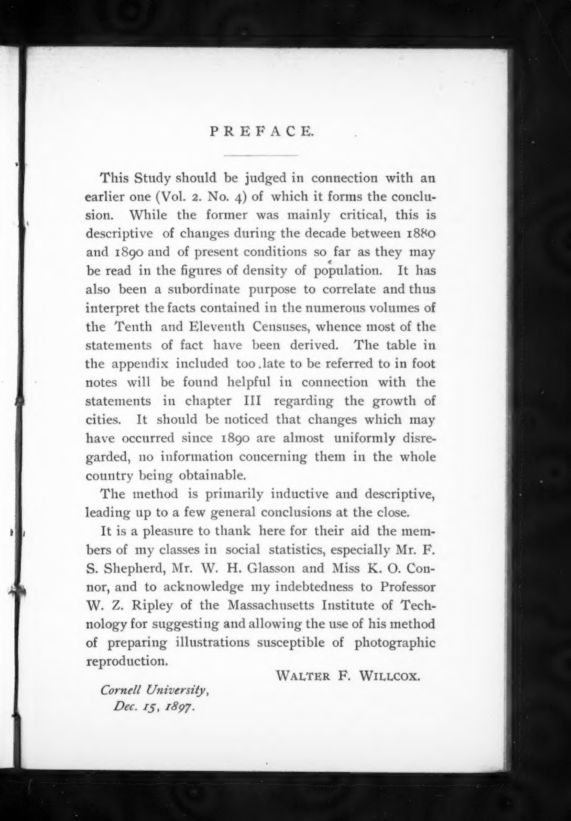 PREFACE.
This Study should be judged in connection with an
earlier one (Vol. 2. No. 4) of which it forms the conclu-
sion. While the former was mainly critical, this is
descriptive of changes during the decade between 1880
and 1890 and of present conditions so far as they may
be read in the figures of density of population. It has
also been a subordinate purpose to correlate and thus
interpret the facts contained in the numerous volumes of
the Tenth and Eleventh Censuses, whence most of the
statements of fact have been derived. The table in
the appendix included too late to be referred to in foot
notes will be found helpful in connection with the
statements in chapter III regarding the growth of
cities. It should be noticed that changes which may
have occurred since 1890 are almost uniformly disre-
garded, no information concerning them in the whole
country being obtainable.
The method is primarily inductive and descriptive,
leading up to a few general conclusions at the close.
It is a pleasure to thank here for their aid the mem-
bers of my classes in social statistics, especially Mr. F.
S. Shepherd, Mr. W. H. Glasson and Miss K. O. Con-
nor, and to acknowledge my indebtedness to Professor
W. Z. Ripley of the Massachusetts Institute of Tech-
nology for suggesting and allowing the use of his method
of preparing illustrations susceptible of photographic
reproduction.
WALTER F. WILLCOX.
Cornell University,
Dec. 15, 1897.